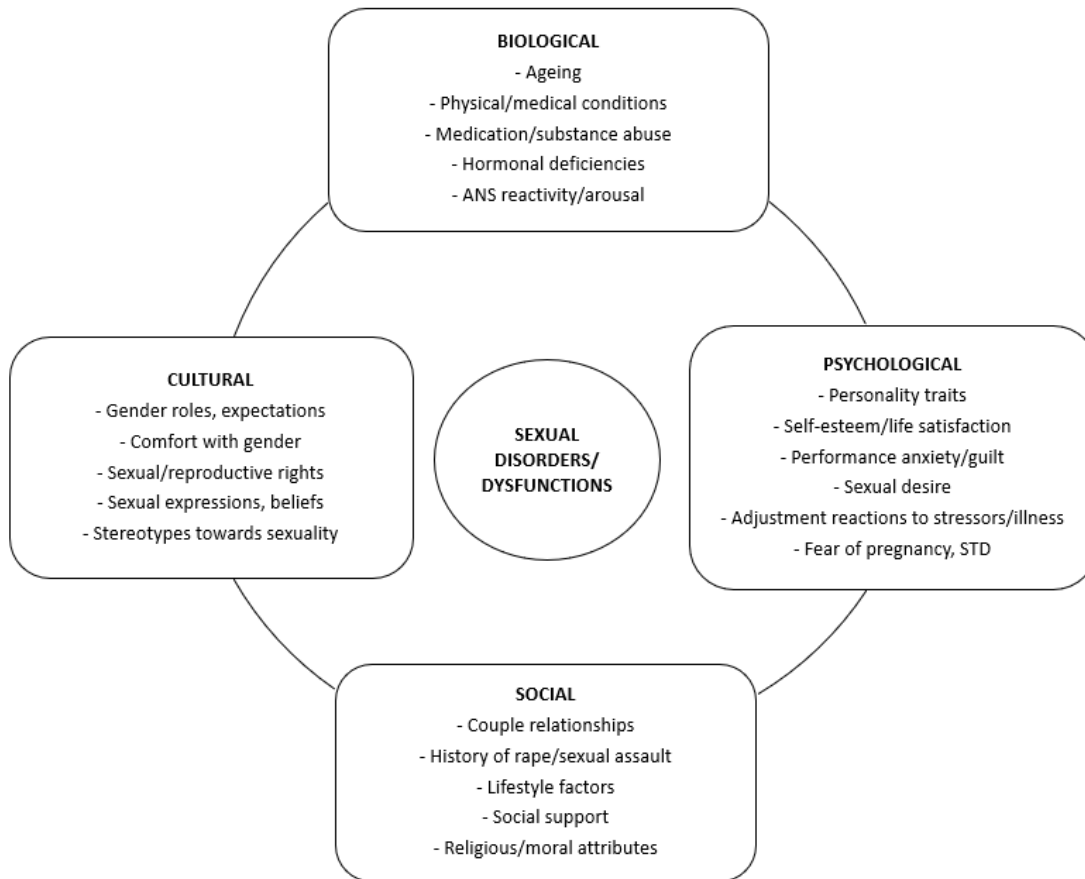 BIOLOGICAL
- Ageing
- Physical/medical conditions
- Medication/substance abuse
- Hormonal deficiencies
- ANS reactivity/arousal
CULTURAL
- Gender roles, expectations
- Comfort with gender
- Sexual/reproductive rights
- Sexual expressions, beliefs
- Stereotypes towards sexuality
SEXUAL
DISORDERS/
DYSFUNCTIONS
PSYCHOLOGICAL
- Personality traits
- Self-esteem/life satisfaction
- Performance anxiety/guilt
- Sexual desire
- Adjustment reactions to stressors/illness
- Fear of pregnancy, STD
SOCIAL
- Couple relationships
- History of rape/sexual assault
- Lifestyle factors
- Social support
- Religious/moral attributes